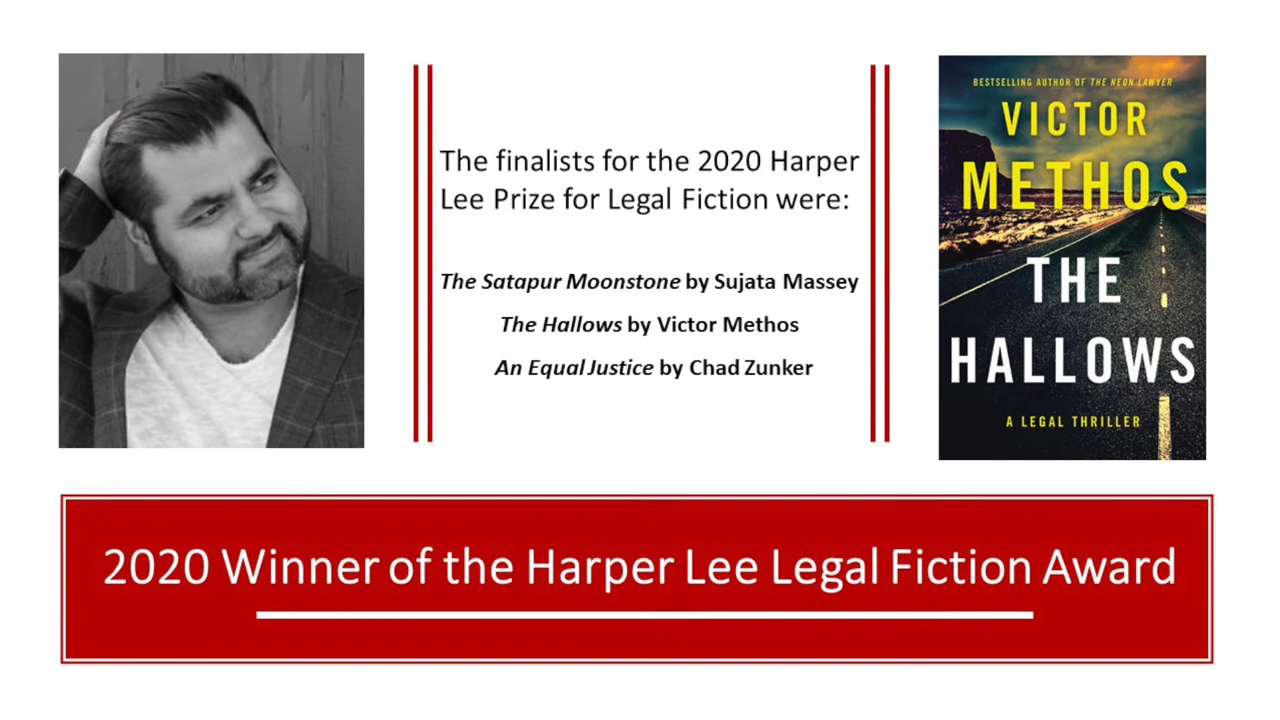 The finalists for the 2020 Harper
Lee Prize for Legal Fiction were:
The Satapur Moonstone by Sujata Massey
The Hallows by Victor Methos
An Equal Justice by Chad Zunker
BESTSELLING AUTHOR OF THE NEON LAWYER
VICTOR
METHOS
THE
HALLOWS
A LEGAL THRILLER
2020 Winner of the Harper Lee Legal Fiction Award